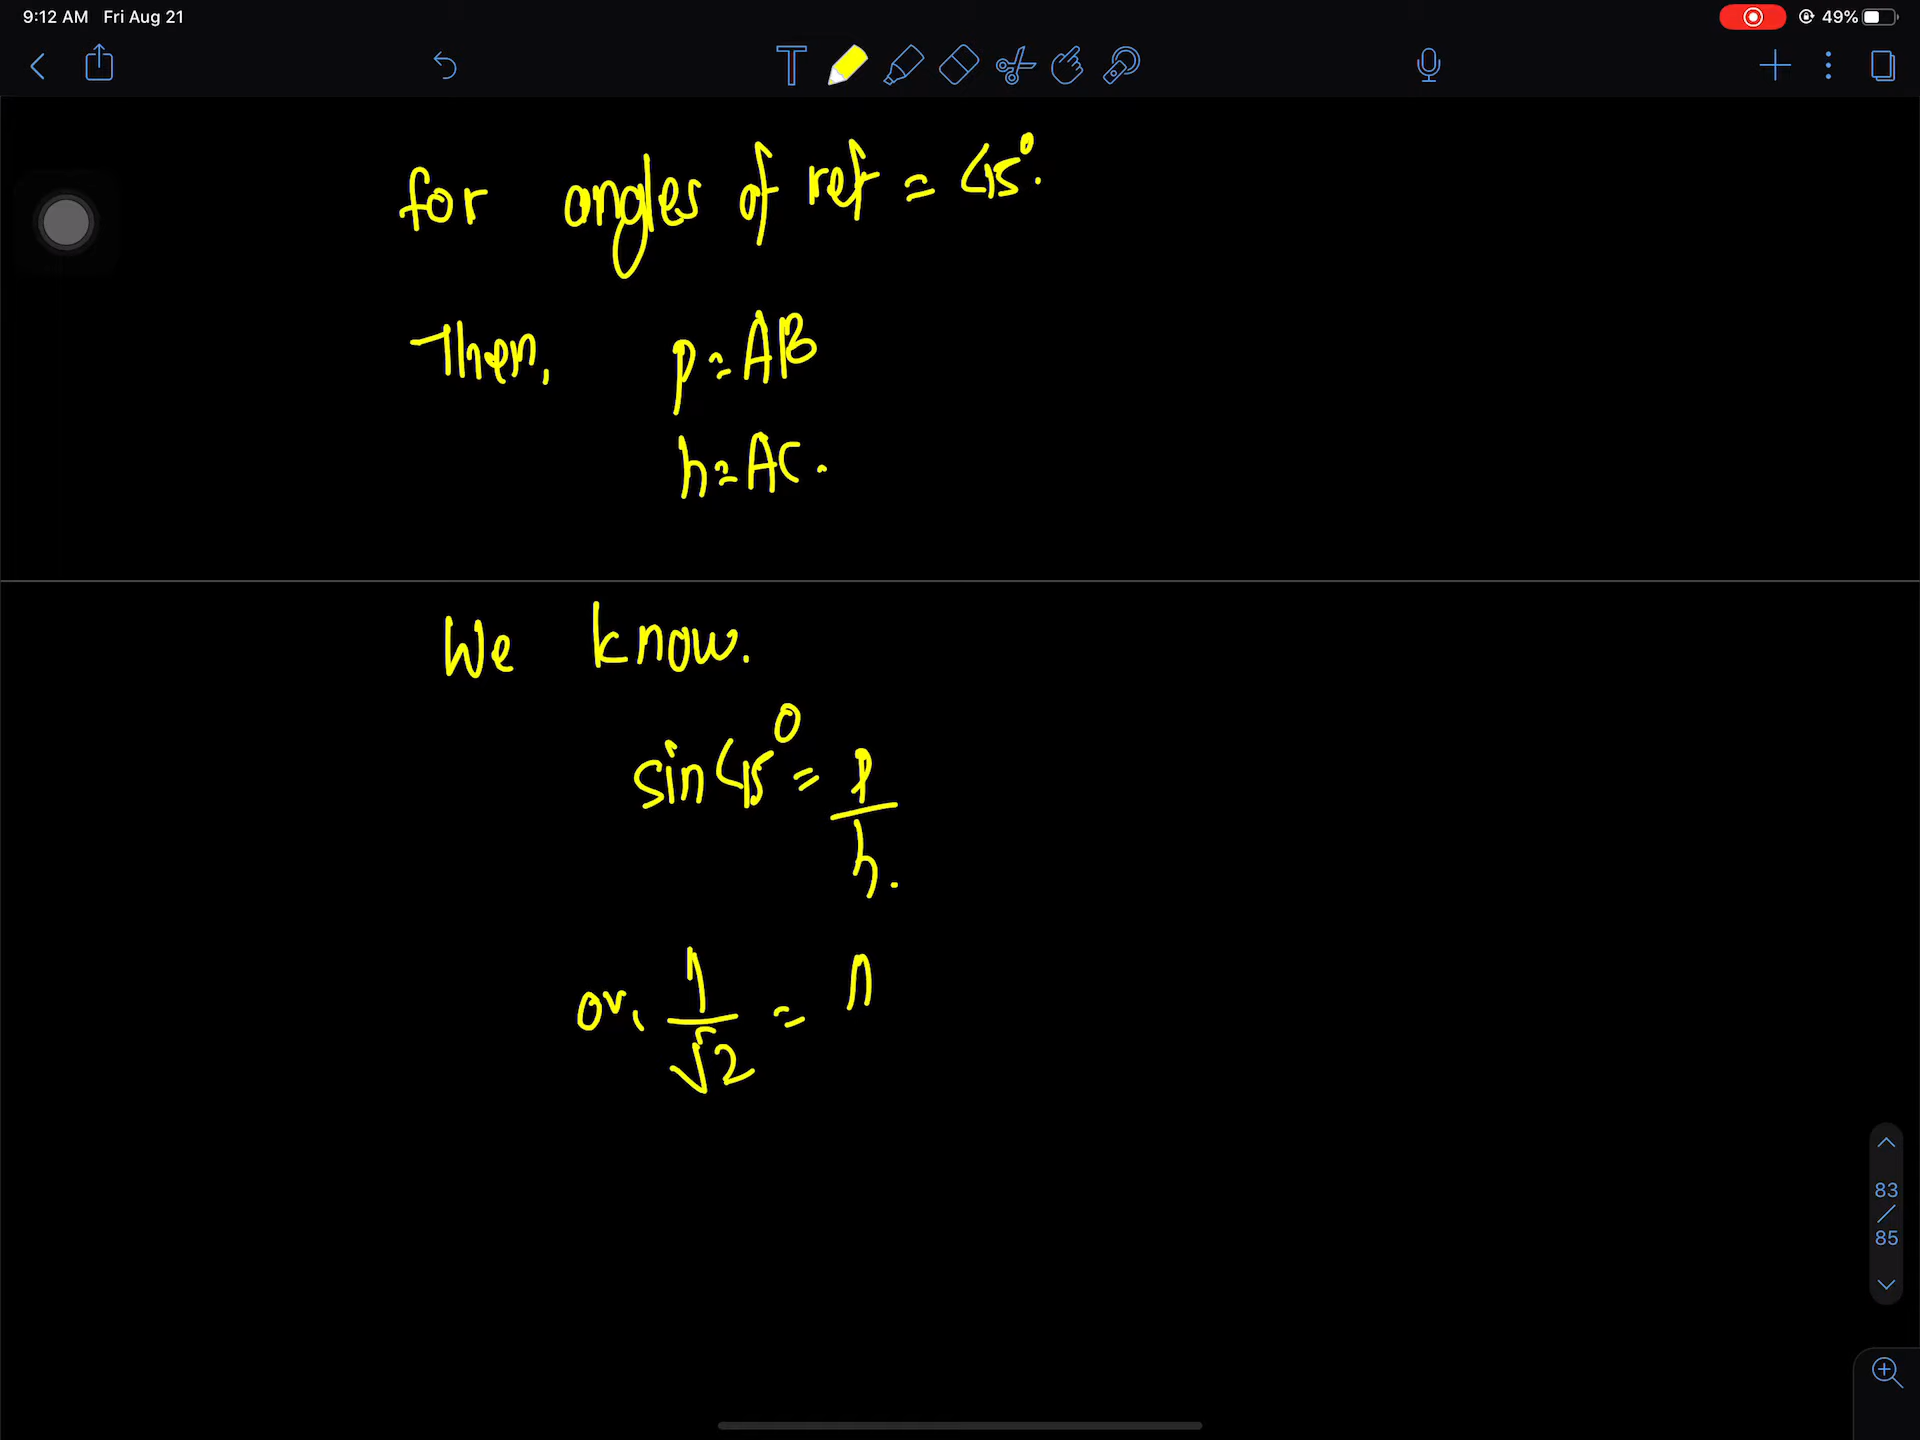 9:12 AM Fri Aug 21
49%
T
for angles of ref = 45°.
Then, p = AB
h = AC.
We know.
sin 45° = p/h.
or, 1/√2 =
83
/
85